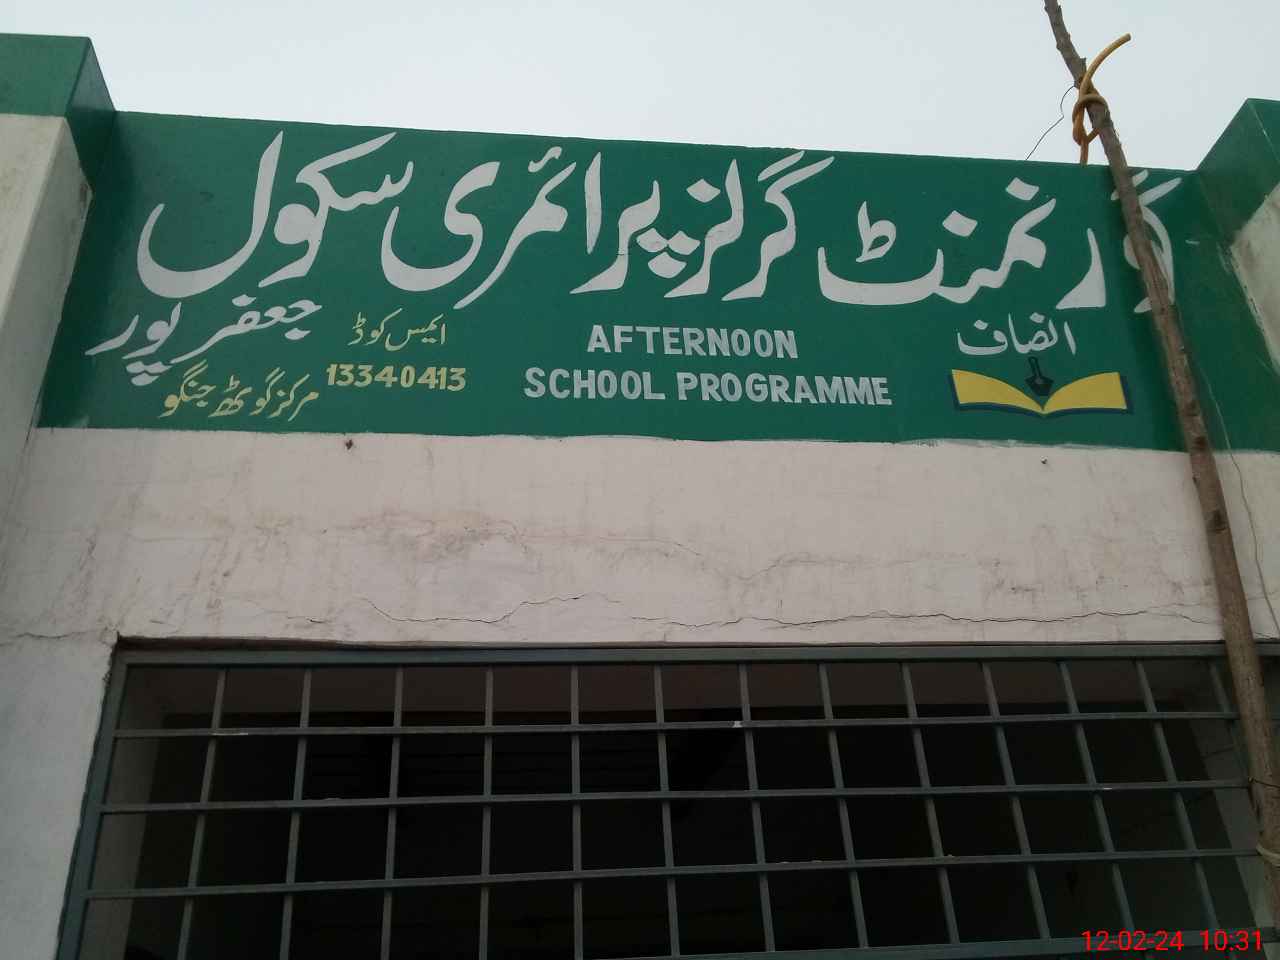 گورنمنٹ گرلز پرائمری سکول
جعفر پور
انصاف
AFTERNOON
SCHOOL PROGRAMME
ایمس کوڈ
13340413
مرکز گوٹھ جنگو
12-02-24 10:31